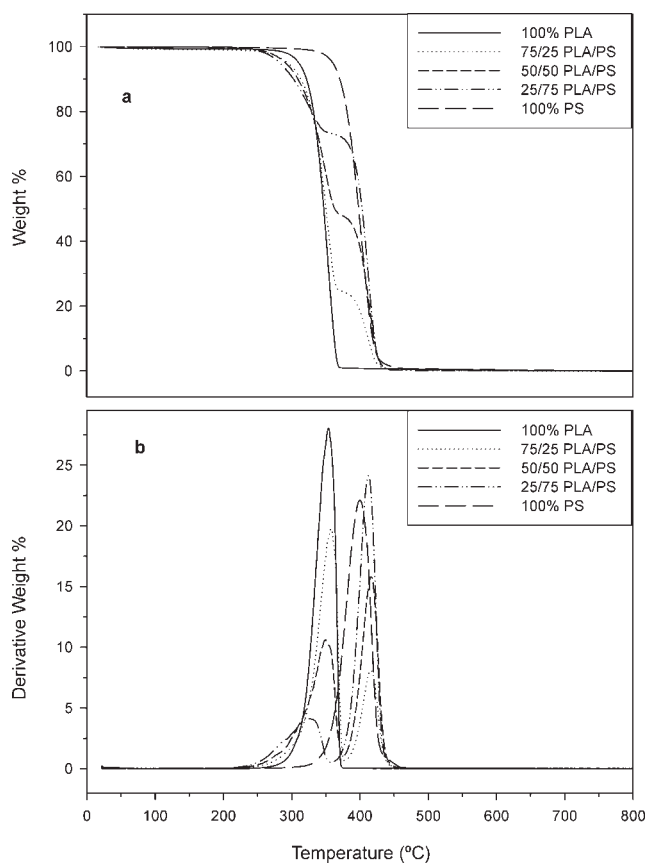 100% PLA
75/25 PLA/PS
50/50 PLA/PS
25/75 PLA/PS
100% PS
a
100
80
60
40
20
0
Weight %
100% PLA
75/25 PLA/PS
50/50 PLA/PS
25/75 PLA/PS
100% PS
b
25
20
15
10
5
0
Derivative Weight %
0 100 200 300 400 500 600 700 800
Temperature (ºC)